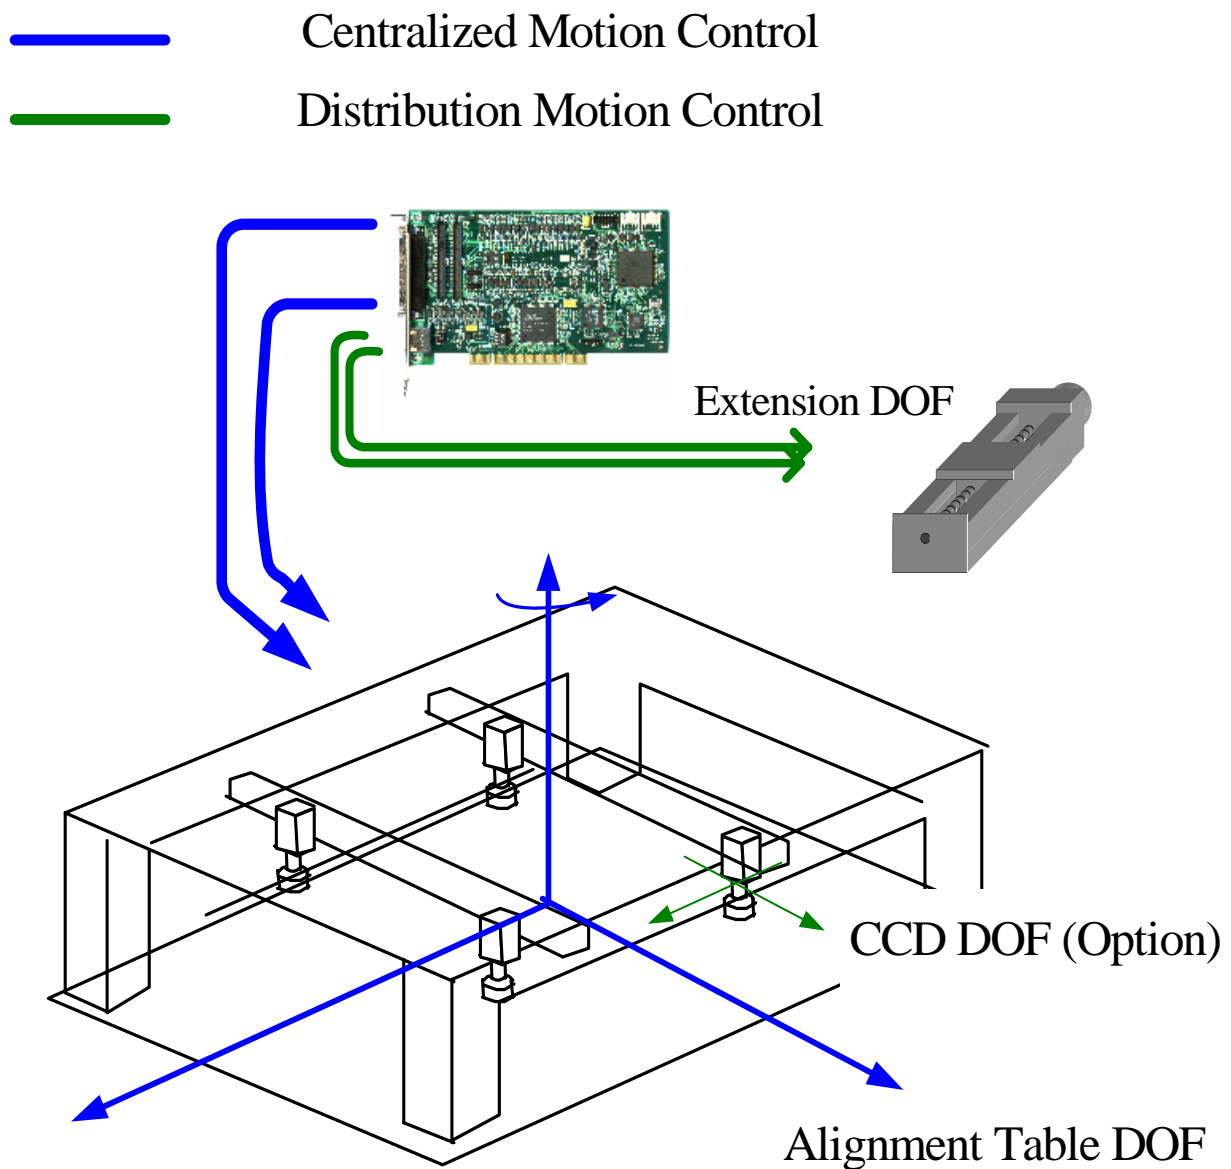 Centralized Motion Control
Distribution Motion Control
Extension DOF
CCD DOF (Option)
Alignment Table DOF